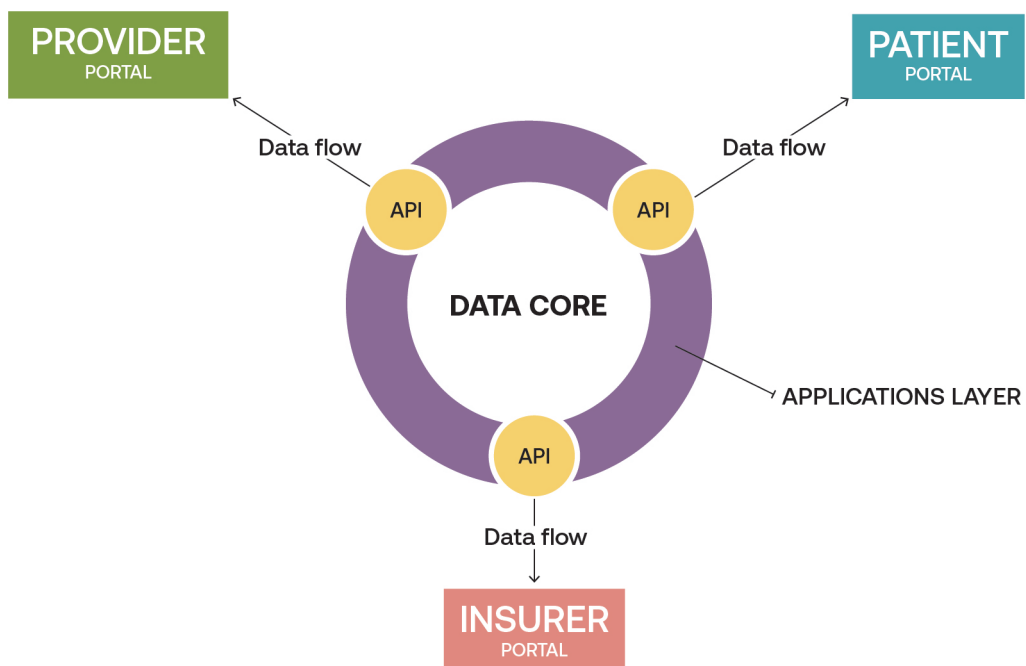 PROVIDER
PORTAL
PATIENT
PORTAL
Data flow
Data flow
API
API
DATA CORE
APPLICATIONS LAYER
API
Data flow
INSURER
PORTAL